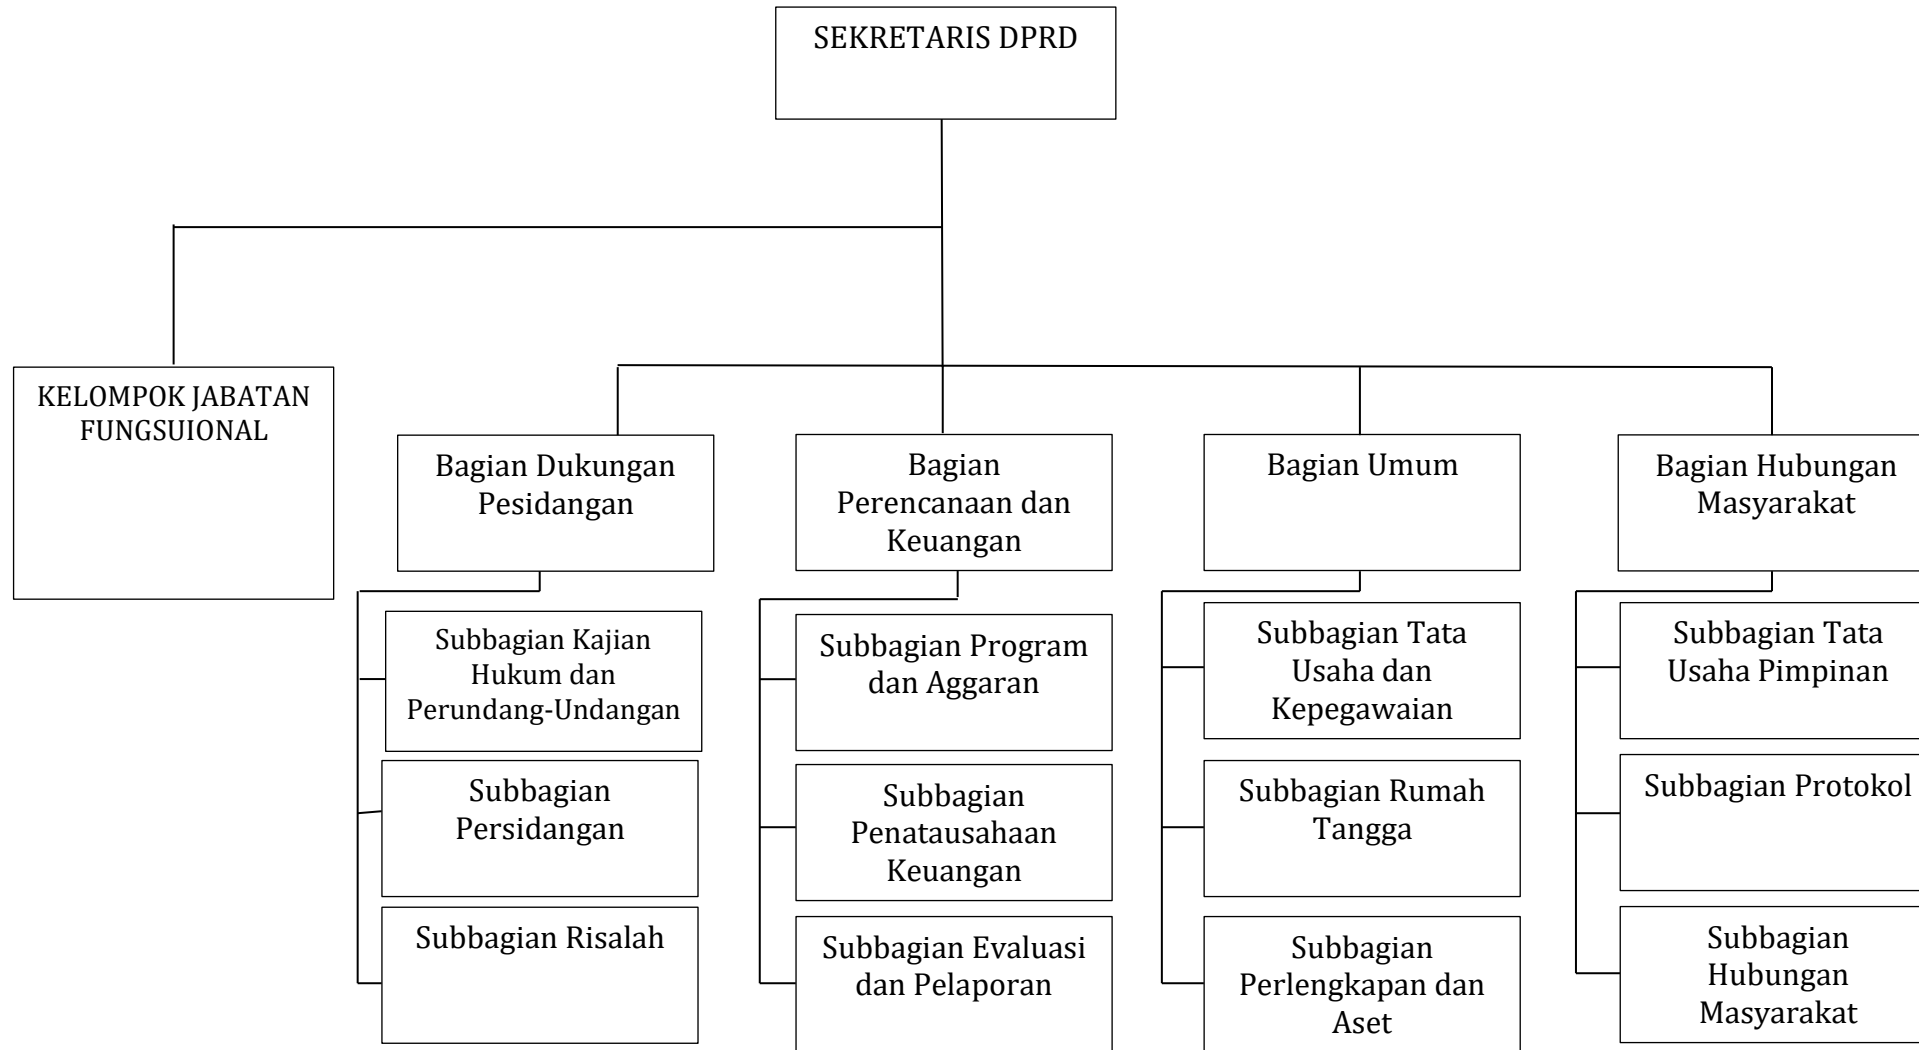 SEKRETARIS DPRD
KELOMPOK JABATAN
FUNGSUIONAL
Bagian Dukungan
Pesidangan
Bagian
Perencanaan dan
Keuangan
Bagian Umum
Bagian Hubungan
Masyarakat
Subbagian Kajian
Hukum dan
Perundang-Undangan
Subbagian Program
dan Aggaran
Subbagian Tata
Usaha dan
Kepegawaian
Subbagian Tata
Usaha Pimpinan
Subbagian
Persidangan
Subbagian
Penatausahaan
Keuangan
Subbagian Rumah
Tangga
Subbagian Protokol
Subbagian Risalah
Subbagian Evaluasi
dan Pelaporan
Subbagian
Perlengkapan dan
Aset
Subbagian
Hubungan
Masyarakat